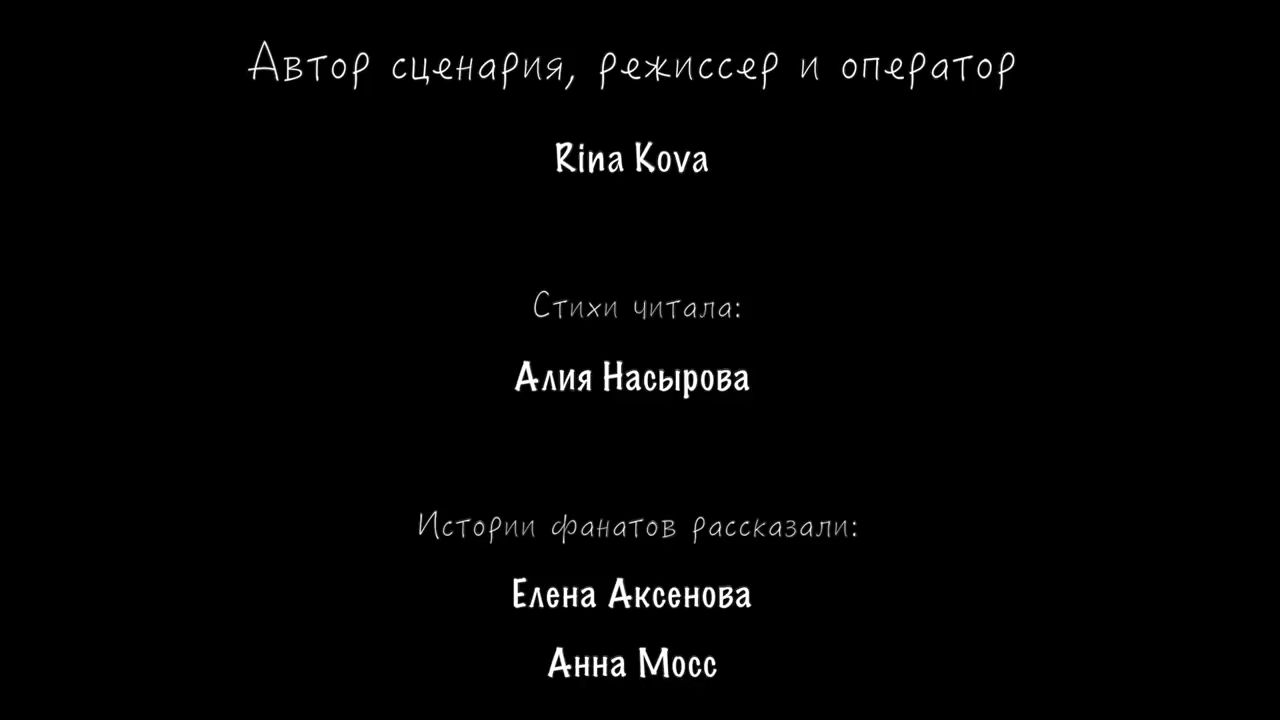 Автор сценария, режиссер и оператор
Rina Kova
Стихи читала:
Алия Насырова
Истории фанатов рассказали:
Елена Аксенова
Анна Мосс